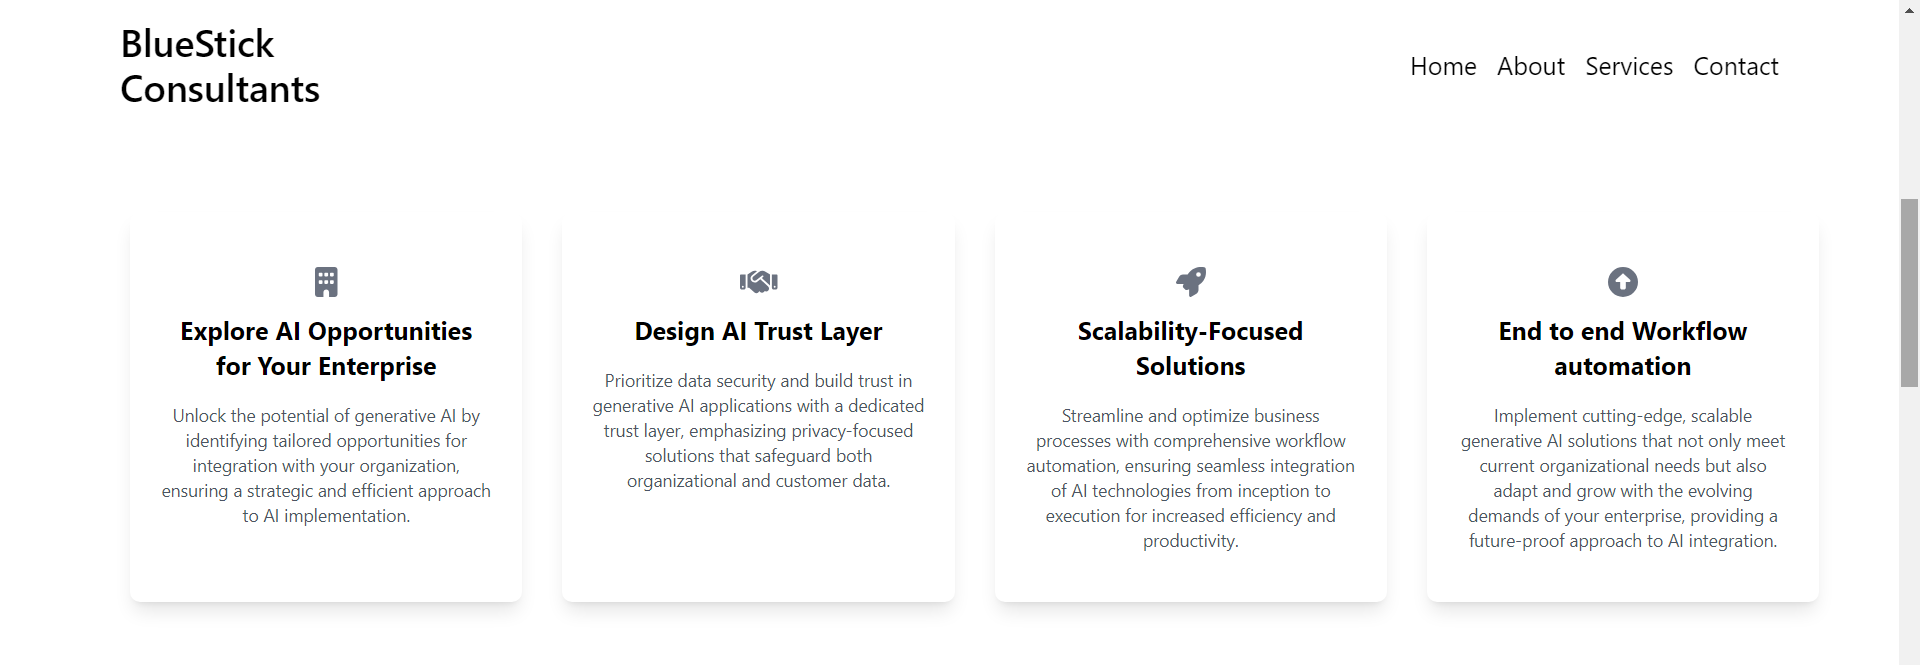 BlueStick
Consultants
Home About Services Contact
Explore AI Opportunities
for Your Enterprise
Unlock the potential of generative AI by
identifying tailored opportunities for
integration with your organization,
ensuring a strategic and efficient approach
to AI implementation.
Design AI Trust Layer
Prioritize data security and build trust in
generative AI applications with a dedicated
trust layer, emphasizing privacy-focused
solutions that safeguard both
organizational and customer data.
Scalability-Focused
Solutions
Streamline and optimize business
processes with comprehensive workflow
automation, ensuring seamless integration
of AI technologies from inception to
execution for increased efficiency and
productivity.
End to end Workflow
automation
Implement cutting-edge, scalable
generative AI solutions that not only meet
current organizational needs but also
adapt and grow with the evolving
demands of your enterprise, providing a
future-proof approach to AI integration.